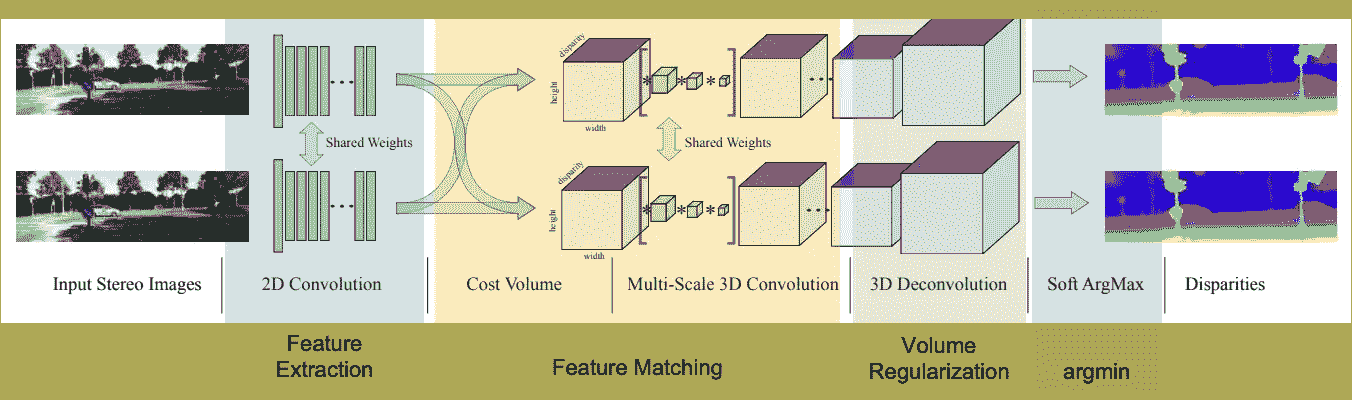 disparity
height
width
Shared Weights
Shared Weights
disparity
height
width
Input Stereo Images
2D Convolution
Cost Volume
Multi-Scale 3D Convolution
3D Deconvolution
Soft ArgMax
Disparities
Feature
Extraction
Feature Matching
Volume
Regularization
argmin